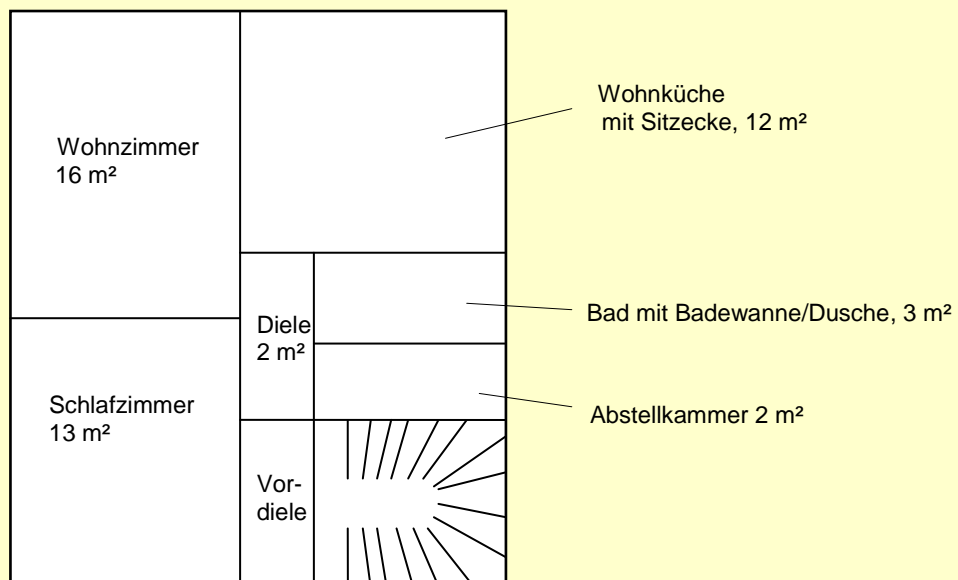 Wohnküche
mit Sitzecke, 12 m²
Wohnzimmer
16 m²
Bad mit Badewanne/Dusche, 3 m²
Diele
2 m²
Schlafzimmer
13 m²
Abstellkammer 2 m²
Vor-
diele